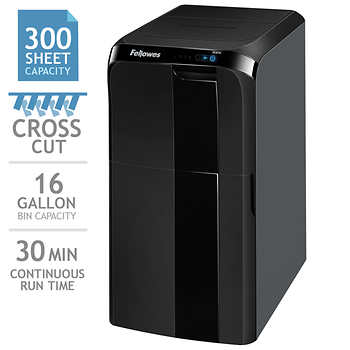 300
SHEET
CAPACITY
CROSS
CUT
16
GALLON
BIN CAPACITY
30 MIN
CONTINUOUS
RUN TIME
Fellowes